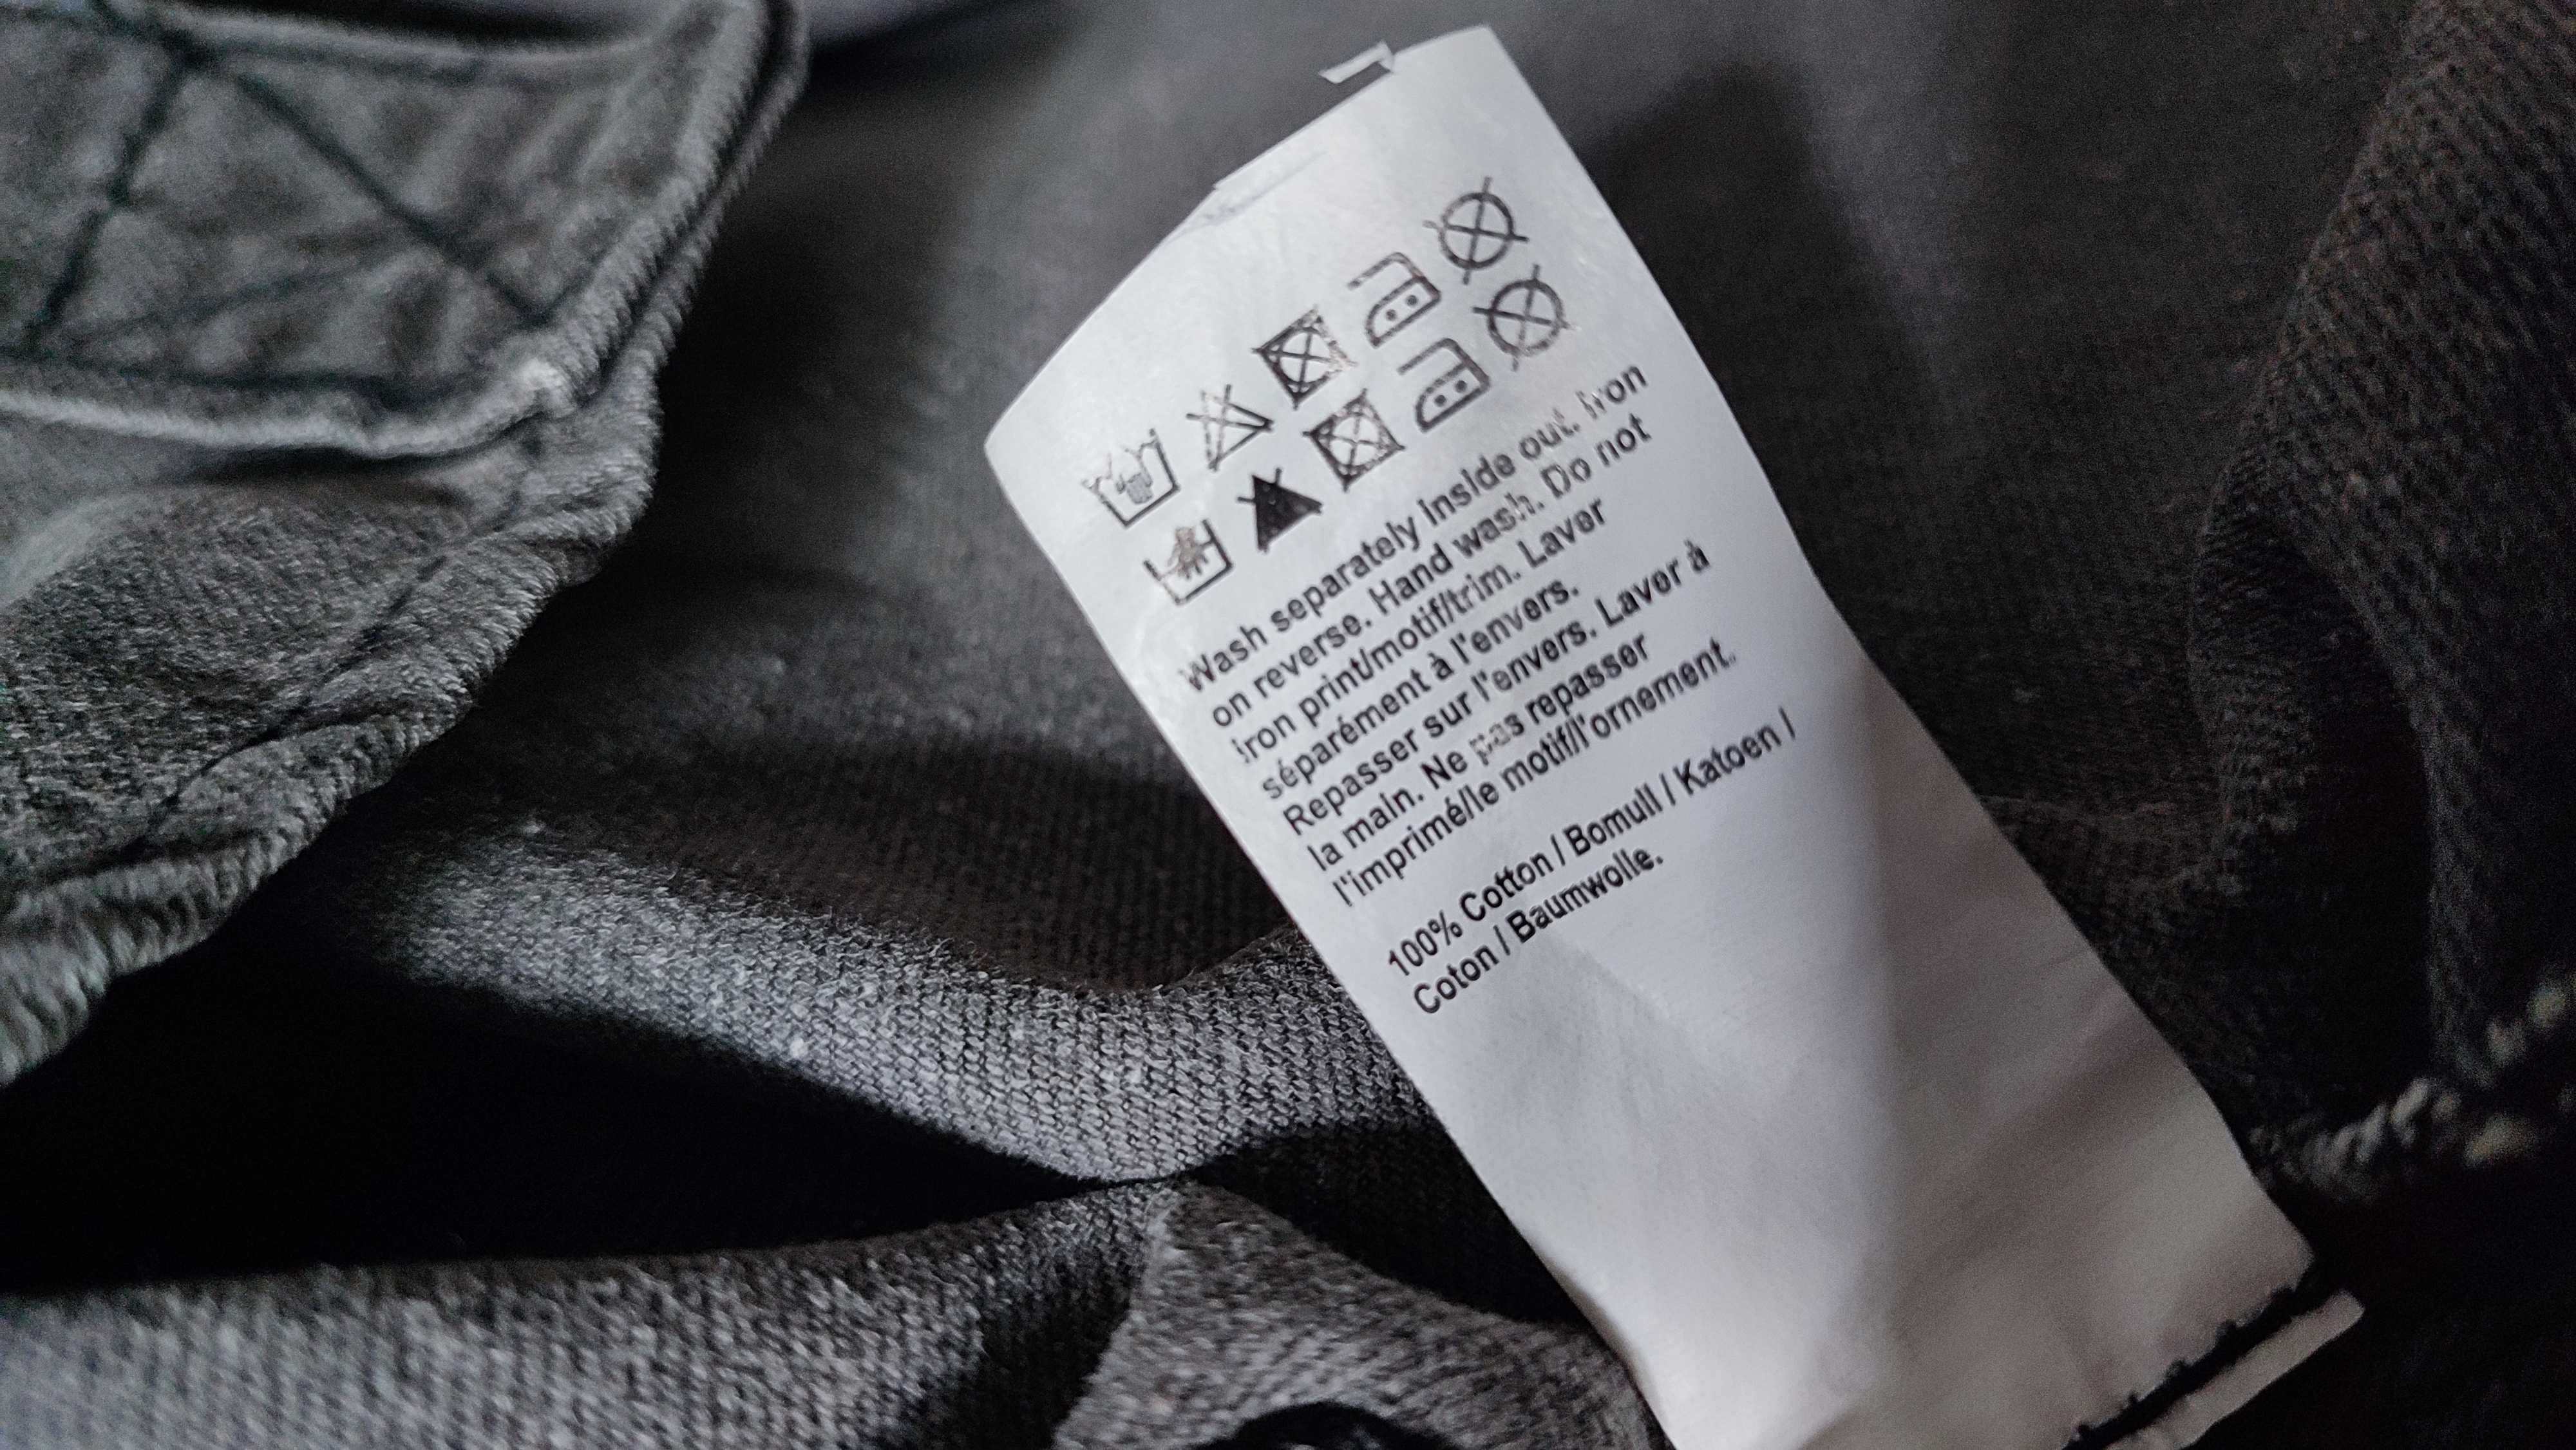 Wash separately inside out. Iron
on reverse. Hand wash. Do not
iron print/motif/trim. Laver
séparément à l'envers.
Repasser sur l'envers. Laver à
la main. Ne pas repasser
l'imprimé/le motif/l'ornement.
100% Cotton / Bomull / Katoen /
Coton / Baumwolle.